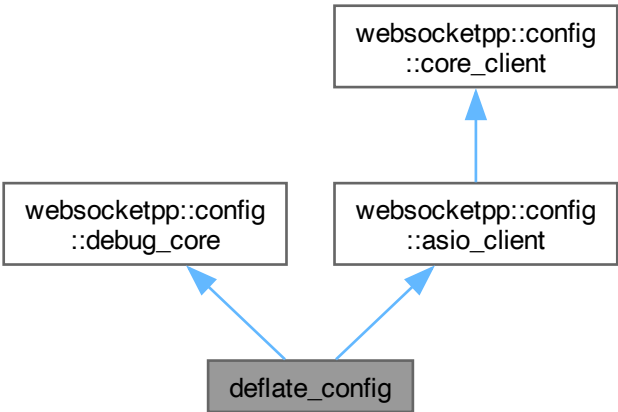 websocketpp::config
::core_client
websocketpp::config
::debug_core
websocketpp::config
::asio_client
deflate_config